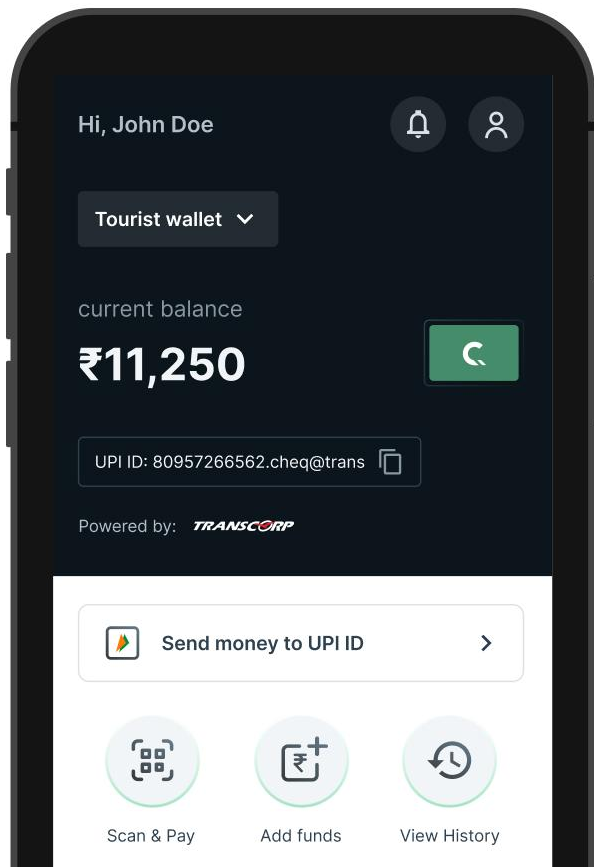 Hi, John Doe
Tourist wallet
current balance
₹11,250
UPI ID: 80957266562.cheq@trans
Powered by: TRANSCORP
Send money to UPI ID
Scan & Pay
Add funds
View History